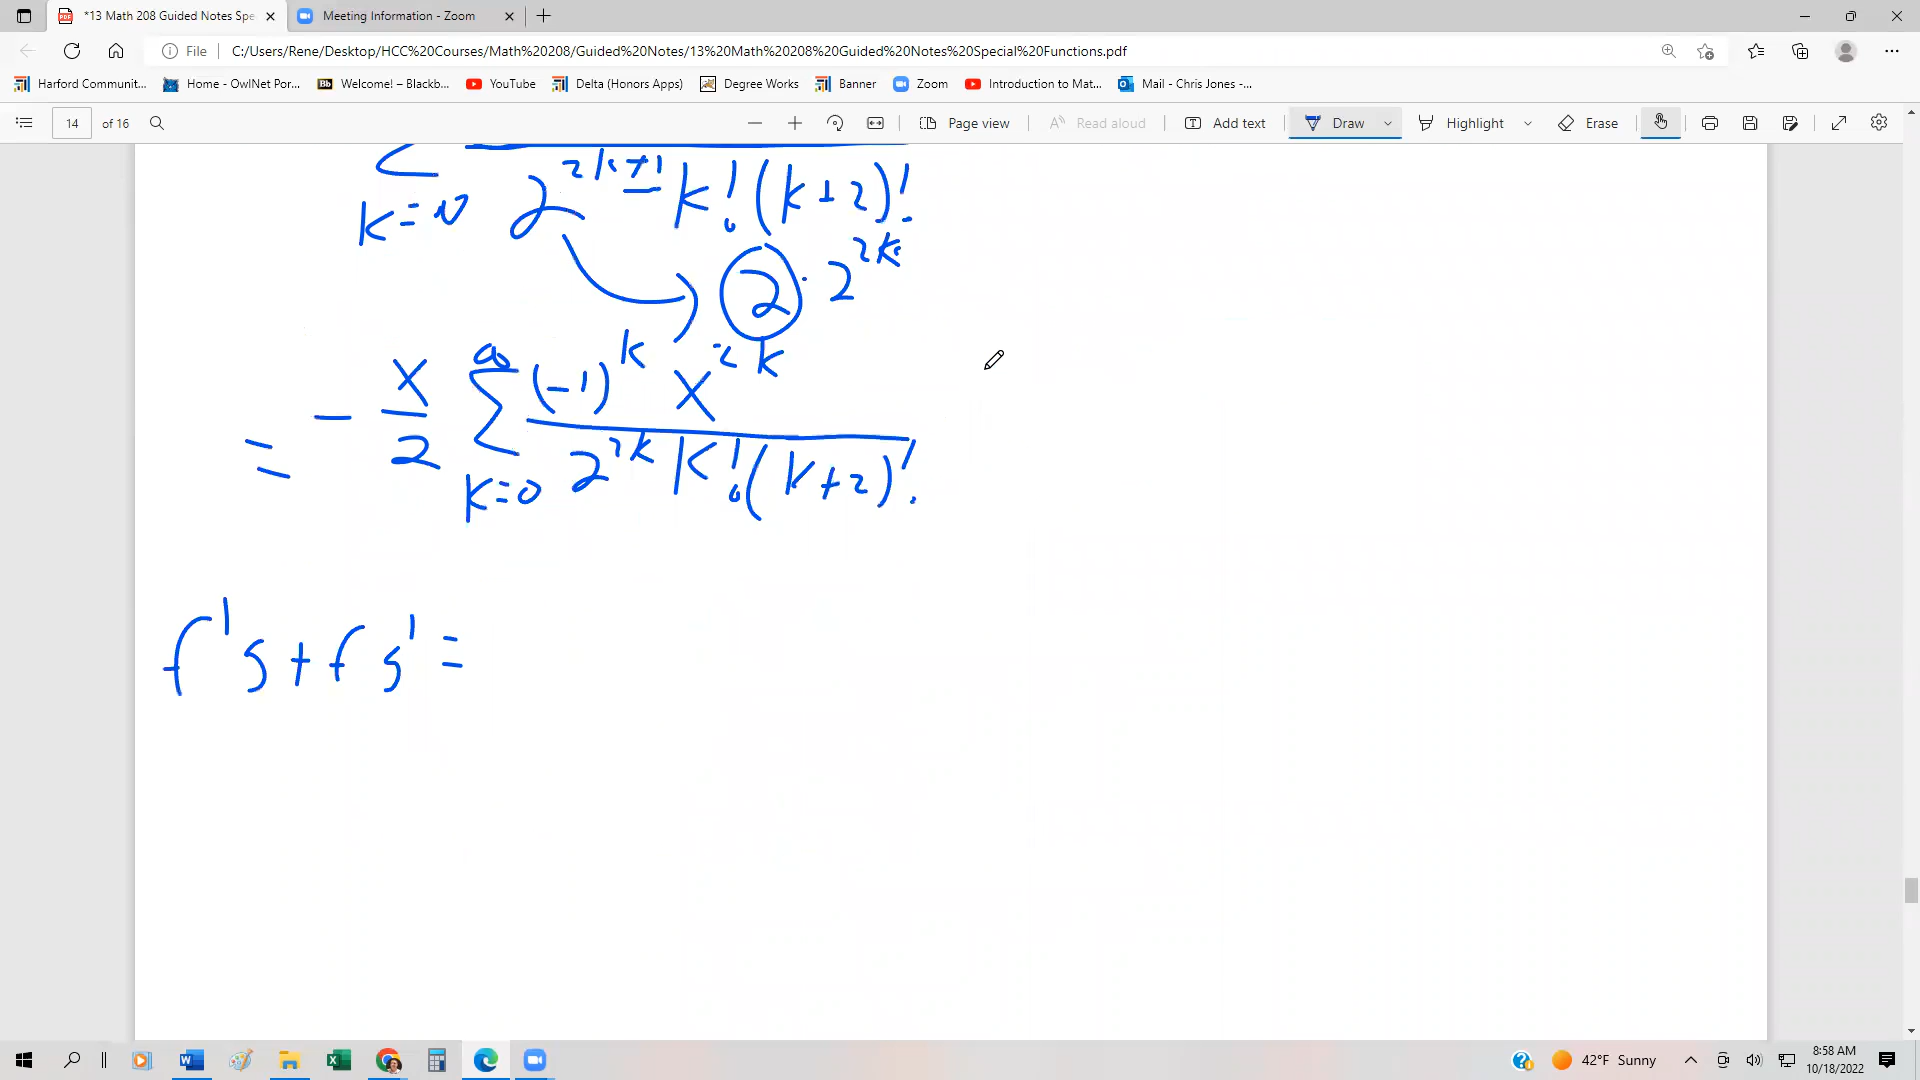 *13 Math 208 Guided Notes Spe
Meeting Information - Zoom
File C:/Users/Rene/Desktop/HCC%20Courses/Math%20208/Guided%20Notes/13%20Math%20208%20Guided%20Notes%20Special%20Functions.pdf
Harford Communit... Home - OwlNet Por... Bb Welcome! – Blackb... YouTube Delta (Honors Apps) Degree Works Banner Zoom Introduction to Mat... Mail - Chris Jones -...
14 of 16 Page view Read aloud Add text Draw Highlight Erase
k=0 2^{2k+1} k! (k+2)!
2 · 2^{2k}
= - x/2 ∑_{k=0}^{∞} (-1)^k x^{2k} / 2^{2k} k! (k+2)!
f'g + fg' =
42°F Sunny 8:58 AM
10/18/2022